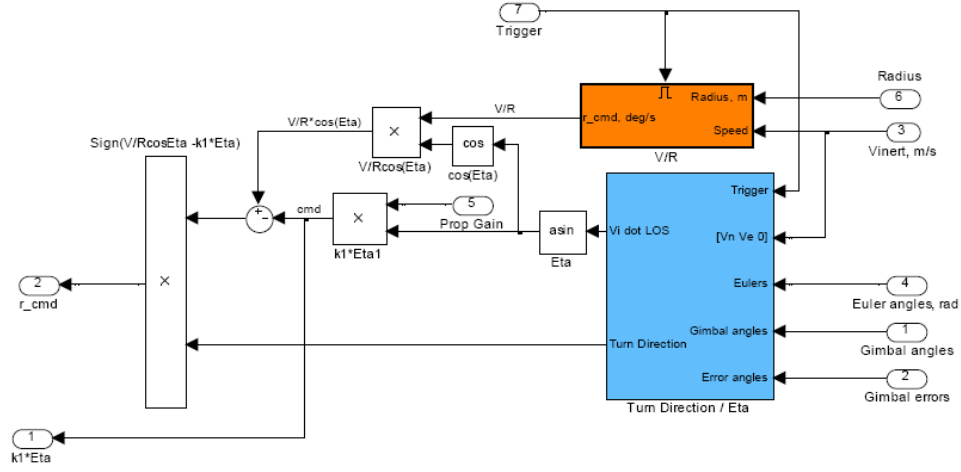 7
Trigger
Radius
6
Radius, m
r_cmd, deg/s
Speed
V/R
3
Vinert, m/s
V/R
V/R*cos(Eta)
×
V/Rcos(Eta)
cos
cos(Eta)
Sign(V/RcosEta -k1*Eta)
×
+
−
cmd
×
k1*Eta1
5
Prop Gain
asin
Eta
Trigger
Vi dot LOS
[Vn Ve 0]
Eulers
Gimbal angles
Turn Direction
Error angles
Turn Direction / Eta
4
Euler angles, rad
1
Gimbal angles
2
Gimbal errors
2
r_cmd
1
k1*Eta